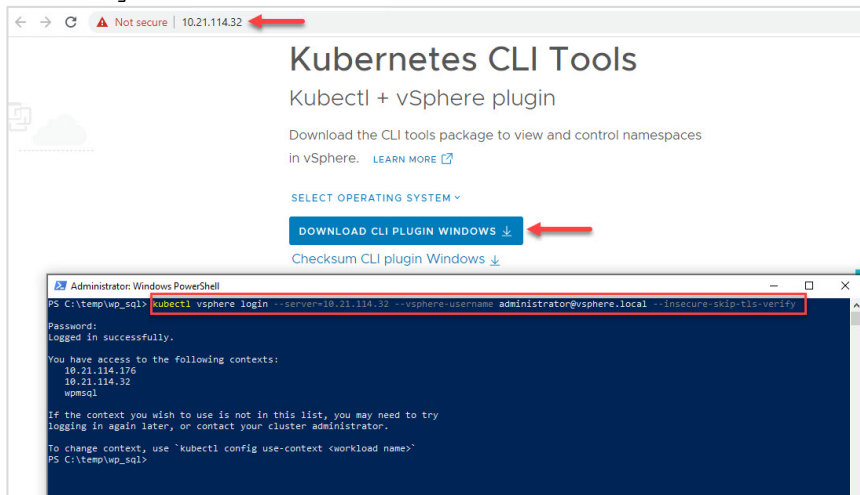 Not secure | 10.21.114.32
Kubernetes CLI Tools
Kubectl + vSphere plugin
Download the CLI tools package to view and control namespaces
in vSphere. LEARN MORE
SELECT OPERATING SYSTEM
DOWNLOAD CLI PLUGIN WINDOWS
Checksum CLI plugin Windows
Administrator: Windows PowerShell
PS C:\temp\wp_sql> kubectl vsphere login --server=10.21.114.32 --vsphere-username administrator@vsphere.local --insecure-skip-tls-verify
Password:
Logged in successfully.
You have access to the following contexts:
10.21.114.176
10.21.114.32
wpmsql
If the context you wish to use is not in this list, you may need to try
logging in again later, or contact your cluster administrator.
To change context, use `kubectl config use-context <workload name>`
PS C:\temp\wp_sql>